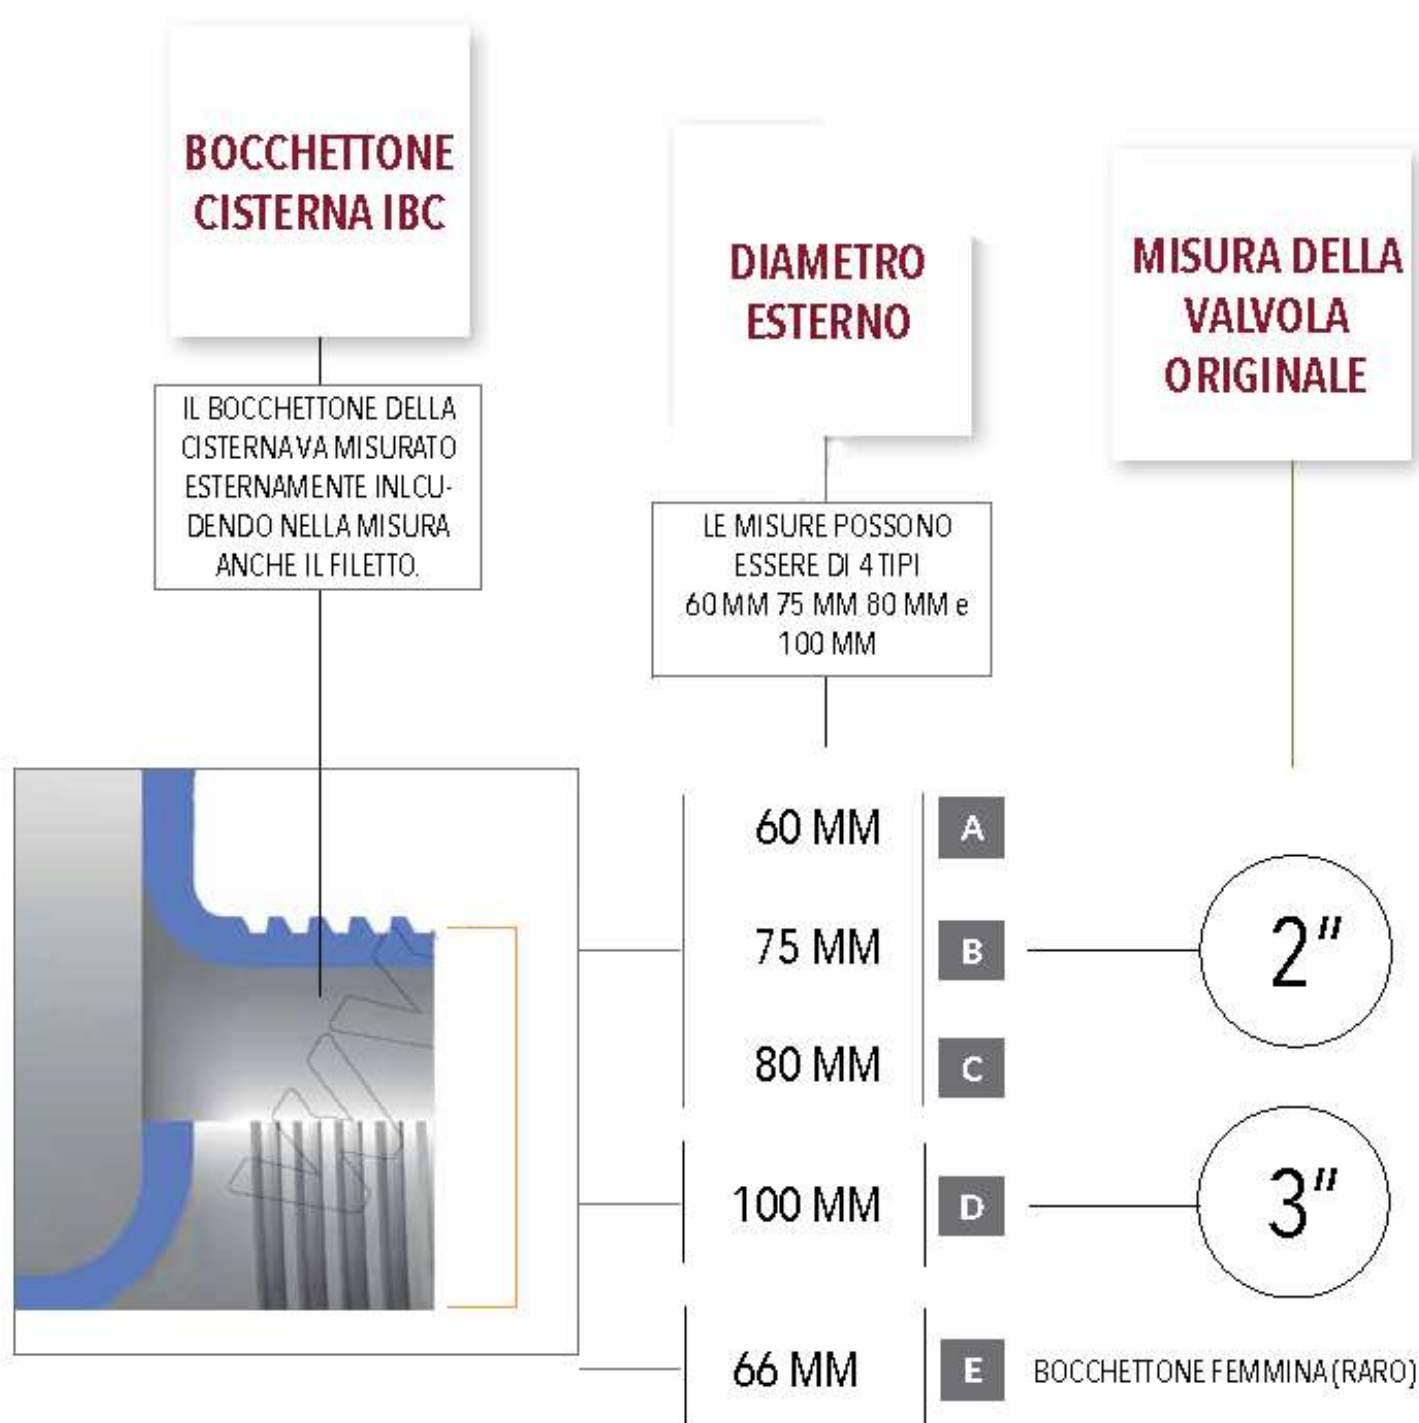 BOCCHETTONE
CISTERNA IBC
IL BOCCHETTONE DELLA
CISTERNA VA MISURATO
ESTERNAMENTE INLCU-
DENDO NELLA MISURA
ANCHE IL FILETTO.
DIAMETRO
ESTERNO
LE MISURE POSSONO
ESSERE DI 4 TIPI
60 MM 75 MM 80 MM e
100 MM
MISURA DELLA
VALVOLA
ORIGINALE
60 MM A
75 MM B
80 MM C
2"
100 MM D
3"
66 MM E BOCCHETTONE FEMMINA (RARO)